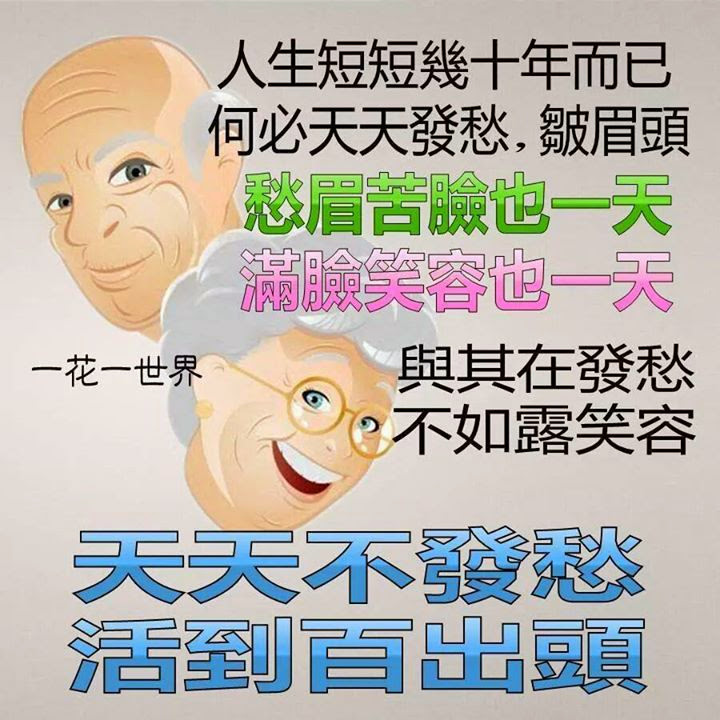 人生短短幾十年而已
何必天天發愁,皺眉頭
愁眉苦臉也一天
滿臉笑容也一天
一花一世界
與其在發愁
不如露笑容
天天不發愁
活到百出頭